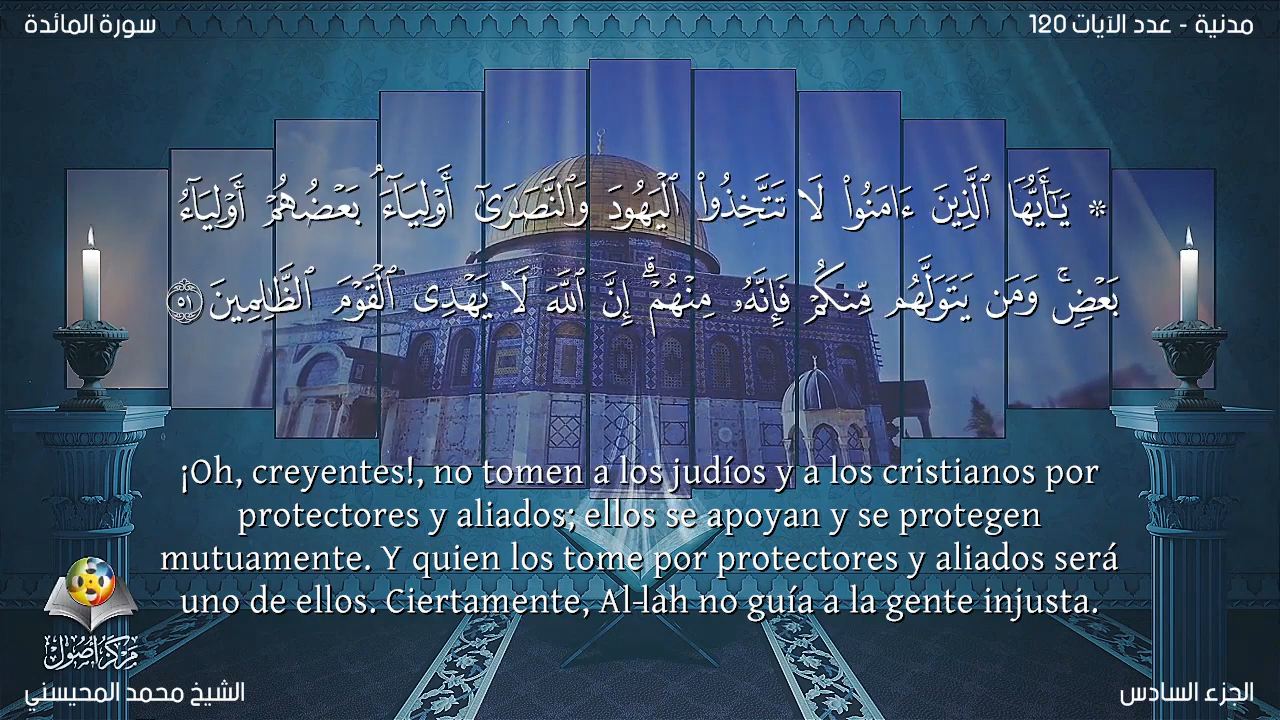 سورة المائدة
مدنية - عدد الآيات 120
* يَٰٓأَيُّهَا ٱلَّذِينَ ءَامَنُوا۟ لَا تَتَّخِذُوا۟ ٱلْيَهُودَ وَٱلنَّصَٰرَىٰٓ أَوْلِيَآءَ ۘ بَعْضُهُمْ أَوْلِيَآءُ
بَعْضٍۚ وَمَن يَتَوَلَّهُم مِّنكُمْ فَإِنَّهُۥ مِنْهُمْ ۗ إِنَّ ٱللَّهَ لَا يَهْدِى ٱلْقَوْمَ ٱلظَّٰلِمِينَ ٥١
¡Oh, creyentes!, no tomen a los judíos y a los cristianos por
protectores y aliados; ellos se apoyan y se protegen
mutuamente. Y quien los tome por protectores y aliados será
uno de ellos. Ciertamente, Al-lah no guía a la gente injusta.
مركز أصول
الشيخ محمد المحيسني
الجزء السادس